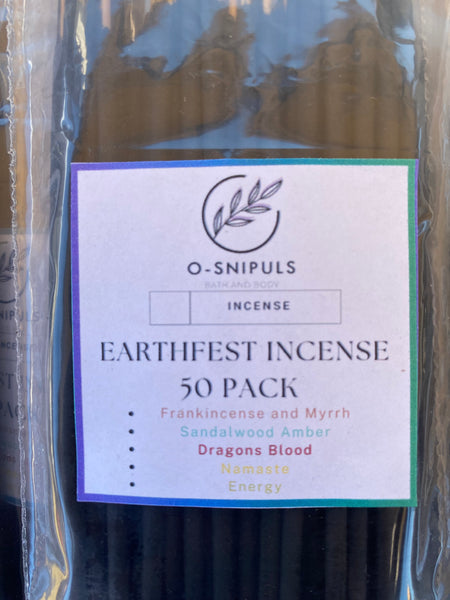 O-SNIPULS
BATH AND BODY
INCENSE
EARTHFEST INCENSE
50 PACK
• Frankincense and Myrrh
• Sandalwood Amber
• Dragons Blood
• Namaste
• Energy